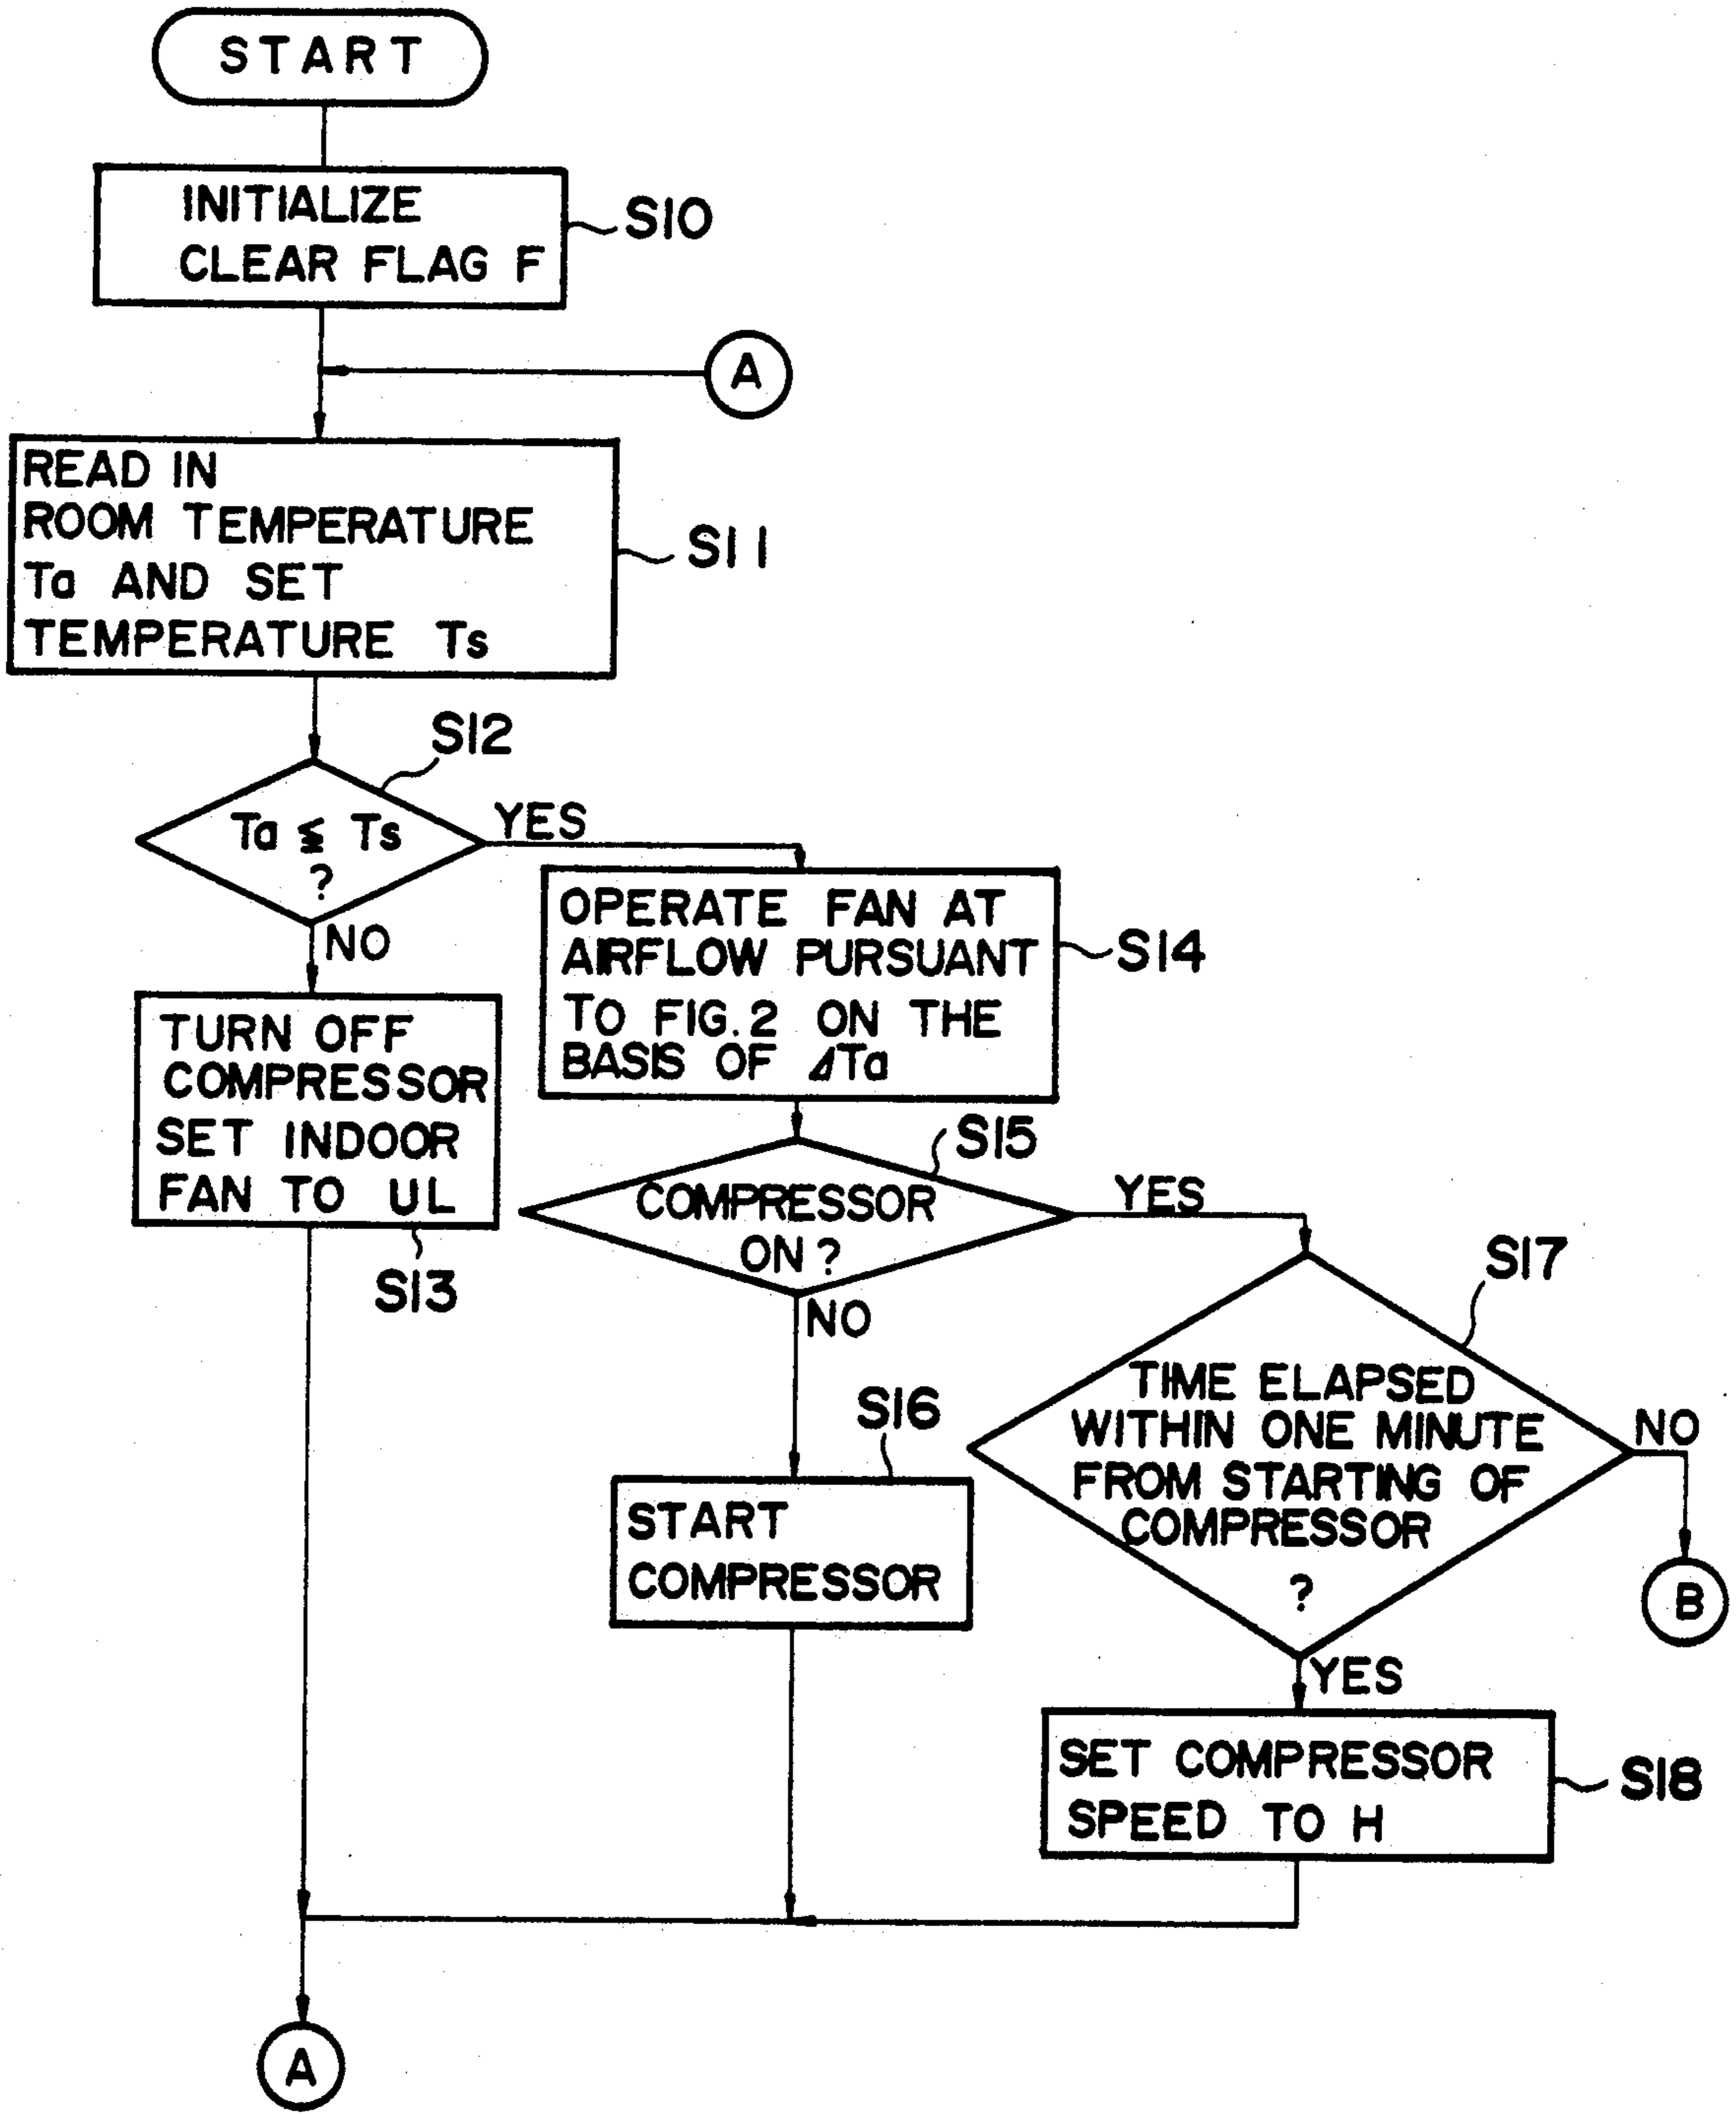 START
INITIALIZE
CLEAR FLAG F
S10
A
READ IN
ROOM TEMPERATURE
Ta AND SET
TEMPERATURE Ts
S11
S12
Ta ≦ Ts
?
YES
NO
OPERATE FAN AT
AIRFLOW PURSUANT
TO FIG. 2 ON THE
BASIS OF ΔTa
S14
TURN OFF
COMPRESSOR
SET INDOOR
FAN TO UL
S13
S15
COMPRESSOR
ON ?
YES
NO
S17
TIME ELAPSED
WITHIN ONE MINUTE
FROM STARTING OF
COMPRESSOR
?
NO
B
YES
S16
START
COMPRESSOR
SET COMPRESSOR
SPEED TO H
S18
A